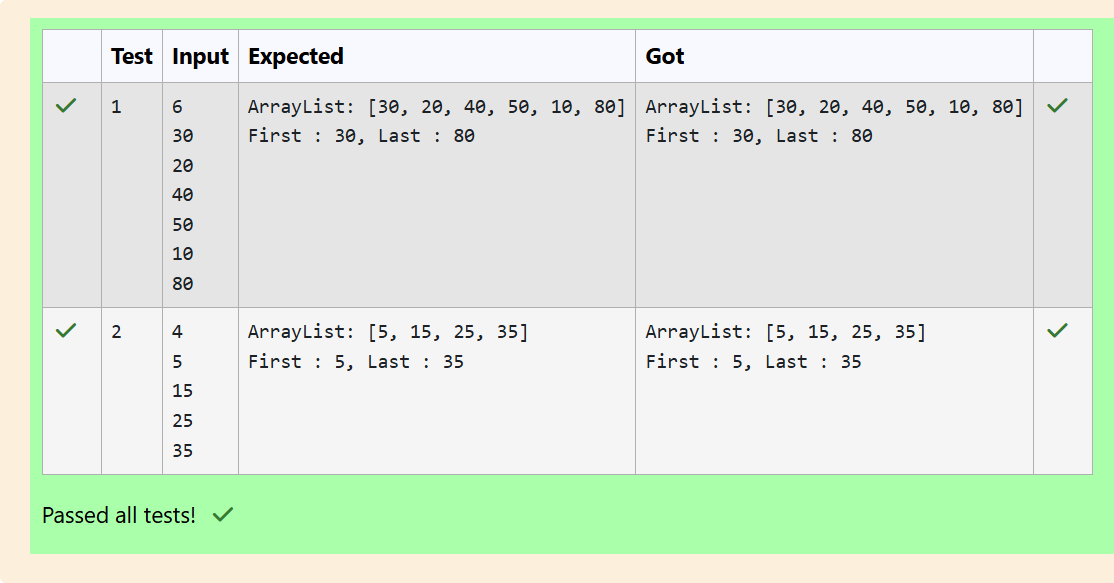 Test Input Expected Got
1 6 ArrayList: [30, 20, 40, 50, 10, 80] ArrayList: [30, 20, 40, 50, 10, 80]
30 First : 30, Last : 80 First : 30, Last : 80
20
40
50
10
80
2 4 ArrayList: [5, 15, 25, 35] ArrayList: [5, 15, 25, 35]
5 First : 5, Last : 35 First : 5, Last : 35
15
25
35
Passed all tests!